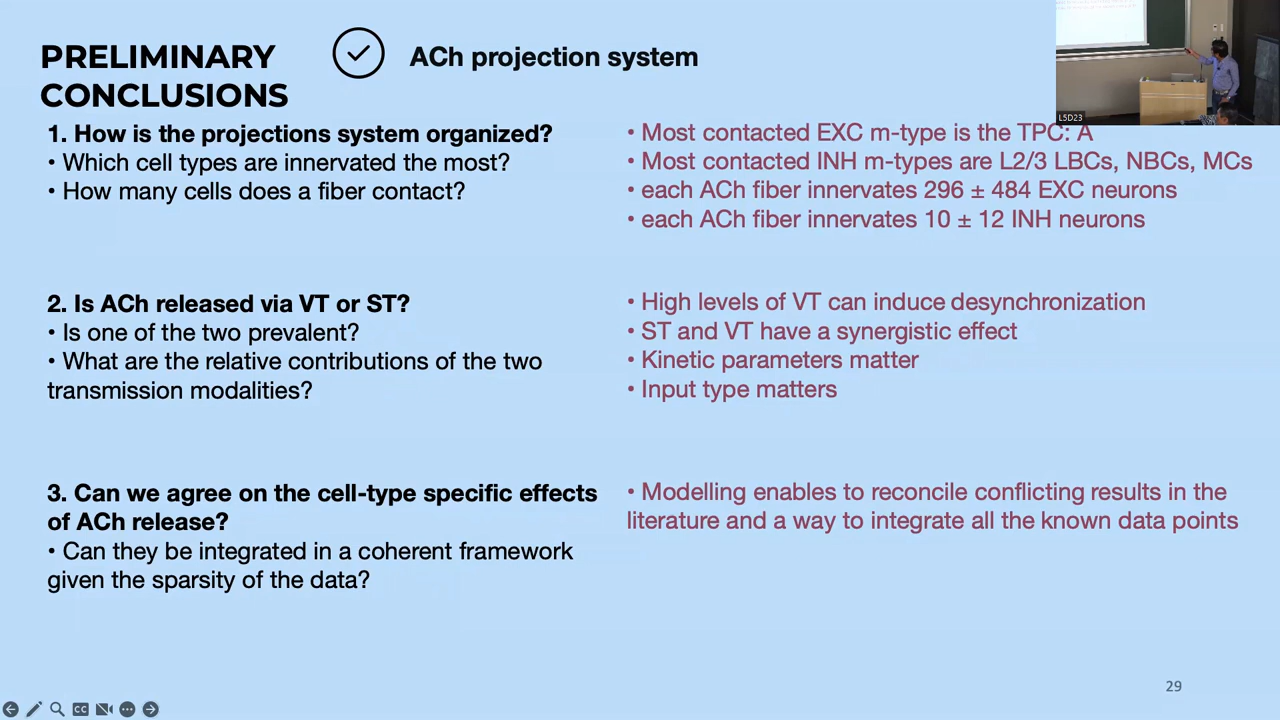 PRELIMINARY
CONCLUSIONS
ACh projection system
1. How is the projections system organized?
• Which cell types are innervated the most?
• How many cells does a fiber contact?
• Most contacted EXC m-type is the TPC: A
• Most contacted INH m-types are L2/3 LBCs, NBCs, MCs
• each ACh fiber innervates 296 ± 484 EXC neurons
• each ACh fiber innervates 10 ± 12 INH neurons
2. Is ACh released via VT or ST?
• Is one of the two prevalent?
• What are the relative contributions of the two
transmission modalities?
• High levels of VT can induce desynchronization
• ST and VT have a synergistic effect
• Kinetic parameters matter
• Input type matters
3. Can we agree on the cell-type specific effects
of ACh release?
• Can they be integrated in a coherent framework
given the sparsity of the data?
• Modelling enables to reconcile conflicting results in the
literature and a way to integrate all the known data points
29
L5D23
CC